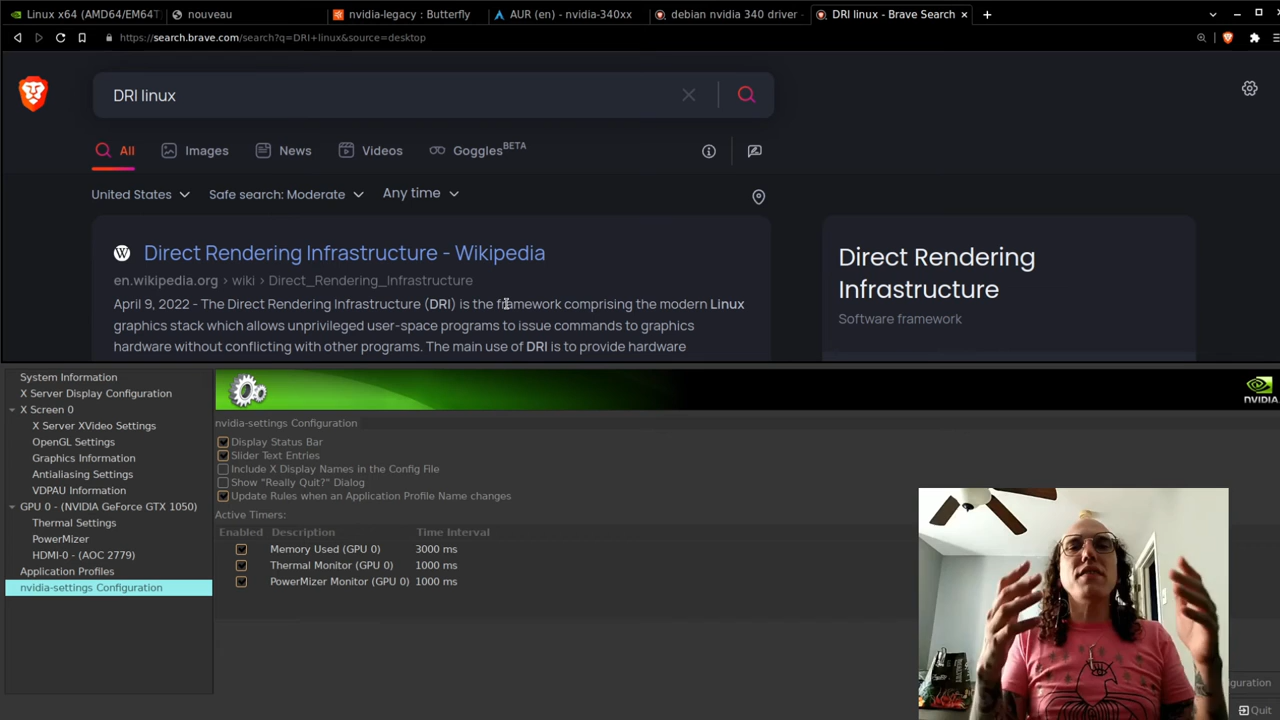 Linux x64 (AMD64/EM64T
nouveau
nvidia-legacy : Butterfly
AUR (en) - nvidia-340xx
debian nvidia 340 driver -
DRI linux - Brave Search
https://search.brave.com/search?q=DRI+linux&source=desktop
DRI linux
All
Images
News
Videos
Goggles BETA
United States
Safe search: Moderate
Any time
Direct Rendering Infrastructure - Wikipedia
en.wikipedia.org › wiki › Direct_Rendering_Infrastructure
April 9, 2022 - The Direct Rendering Infrastructure (DRI) is the framework comprising the modern Linux
graphics stack which allows unprivileged user-space programs to issue commands to graphics
hardware without conflicting with other programs. The main use of DRI is to provide hardware
Direct Rendering
Infrastructure
Software framework
System Information
X Server Display Configuration
X Screen 0
X Server XVideo Settings
OpenGL Settings
Graphics Information
Antialiasing Settings
VDPAU Information
GPU 0 - (NVIDIA GeForce GTX 1050)
Thermal Settings
PowerMizer
HDMI-0 - (AOC 2779)
Application Profiles
nvidia-settings Configuration
NVIDIA
nvidia-settings Configuration
Display Status Bar
Slider Text Entries
Include X Display Names in the Config File
Show "Really Quit?" Dialog
Update Rules when an Application Profile Name changes
Active Timers:
Enabled Description Time Interval
Memory Used (GPU 0) 3000 ms
Thermal Monitor (GPU 0) 1000 ms
PowerMizer Monitor (GPU 0) 1000 ms
guration
Quit